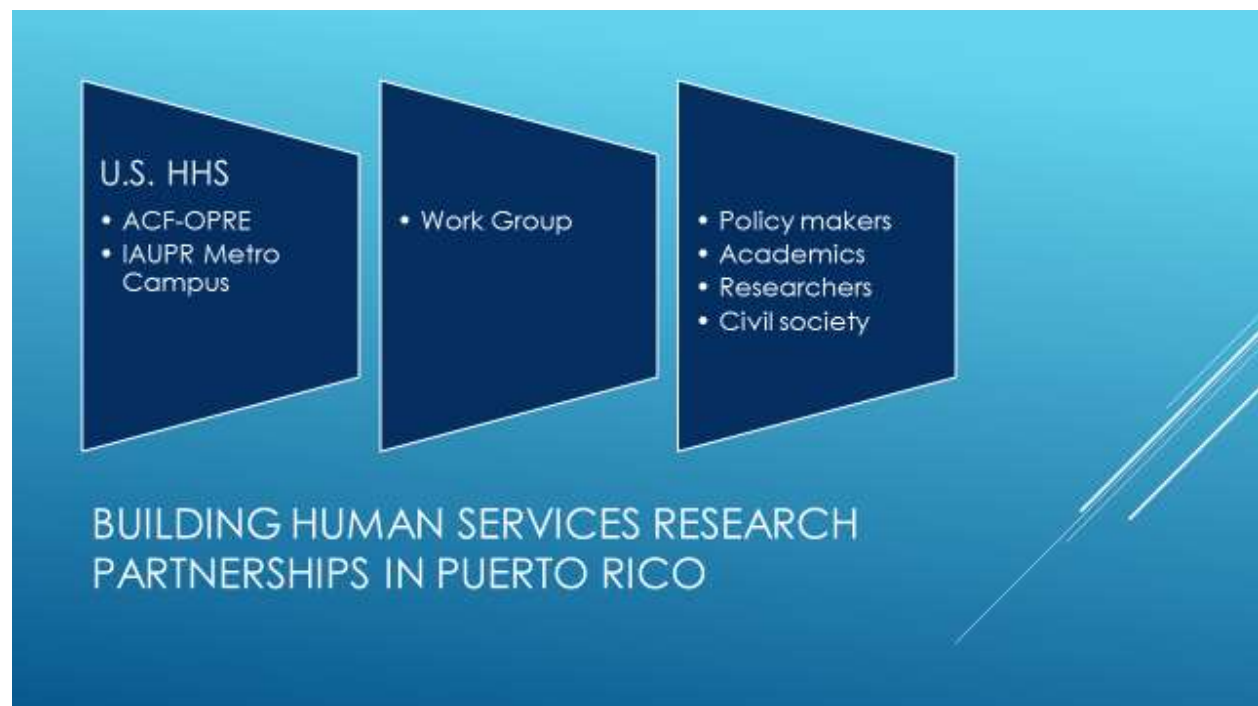 U.S. HHS
• ACF-OPRE
• IAUPR Metro
Campus
• Work Group
• Policy makers
• Academics
• Researchers
• Civil society
BUILDING HUMAN SERVICES RESEARCH
PARTNERSHIPS IN PUERTO RICO